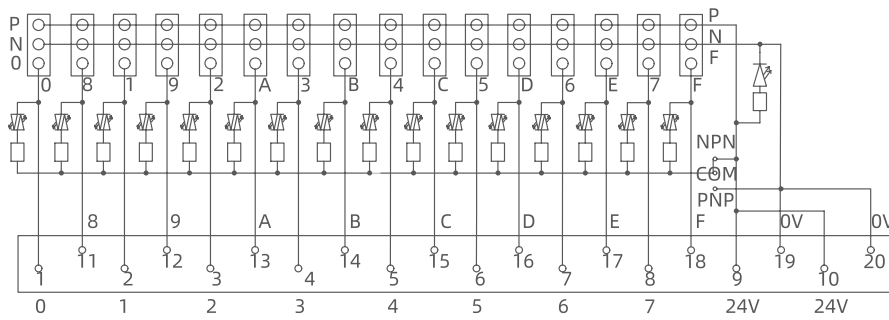 P P
N N
0 F
0 8 1 9 2 A 3 B 4 C 5 D 6 E 7 F
NPN
COM
PNP
8 9 A B C D E F 0V 0V
11 12 13 14 15 16 17 18 19 20
1 2 3 4 5 6 7 8 9 10
0 1 2 3 4 5 6 7 24V 24V